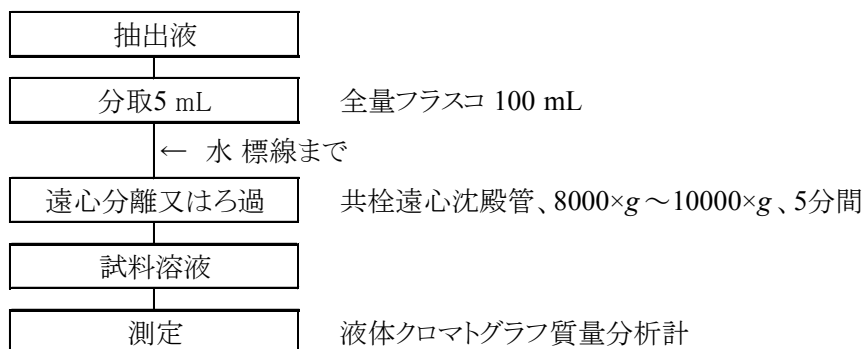 抽出液
分取5 mL 全量フラスコ 100 mL
← 水 標線まで
遠心分離又はろ過 共栓遠心沈殿管、8000×g～10000×g、5分間
試料溶液
測定 液体クロマトグラフ質量分析計